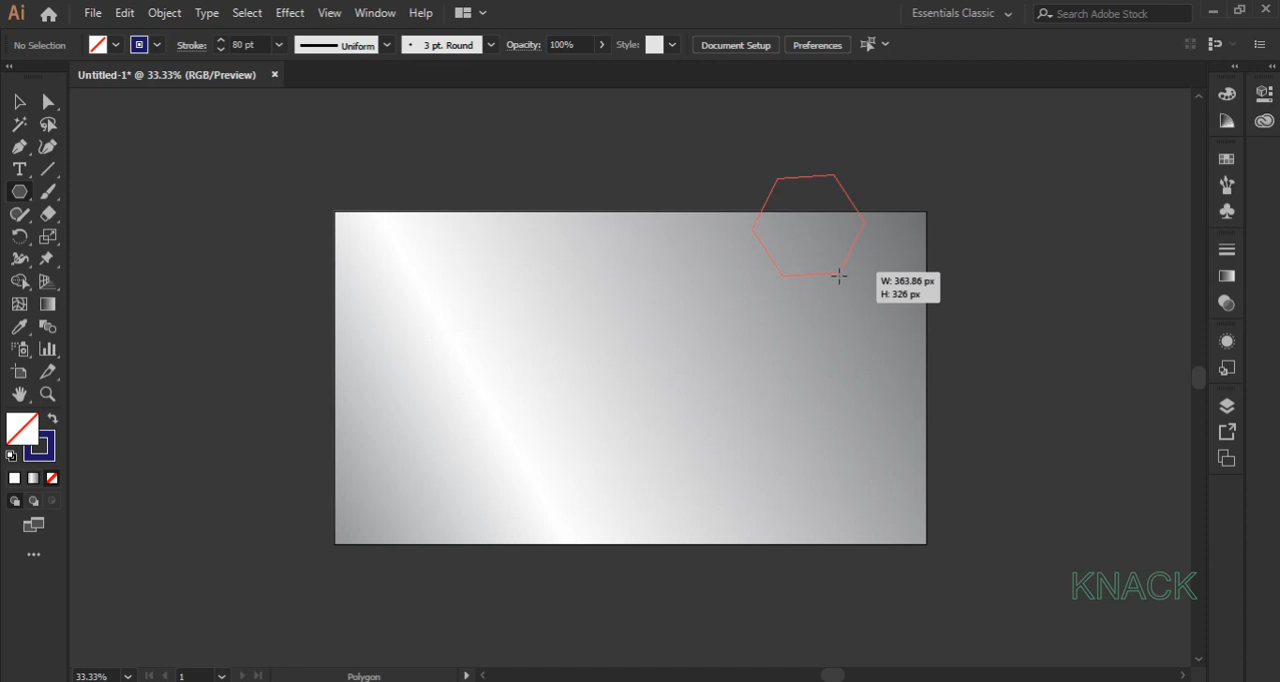 Ai File Edit Object Type Select Effect View Window Help Essentials Classic Search Adobe Stock
No Selection Stroke: 80 pt Uniform 3 pt. Round Opacity: 100% Style: Document Setup Preferences
Untitled-1* @ 33.33% (RGB/Preview)
W: 363.86 px
H: 326 px
KNACK
33.33% 1 Polygon